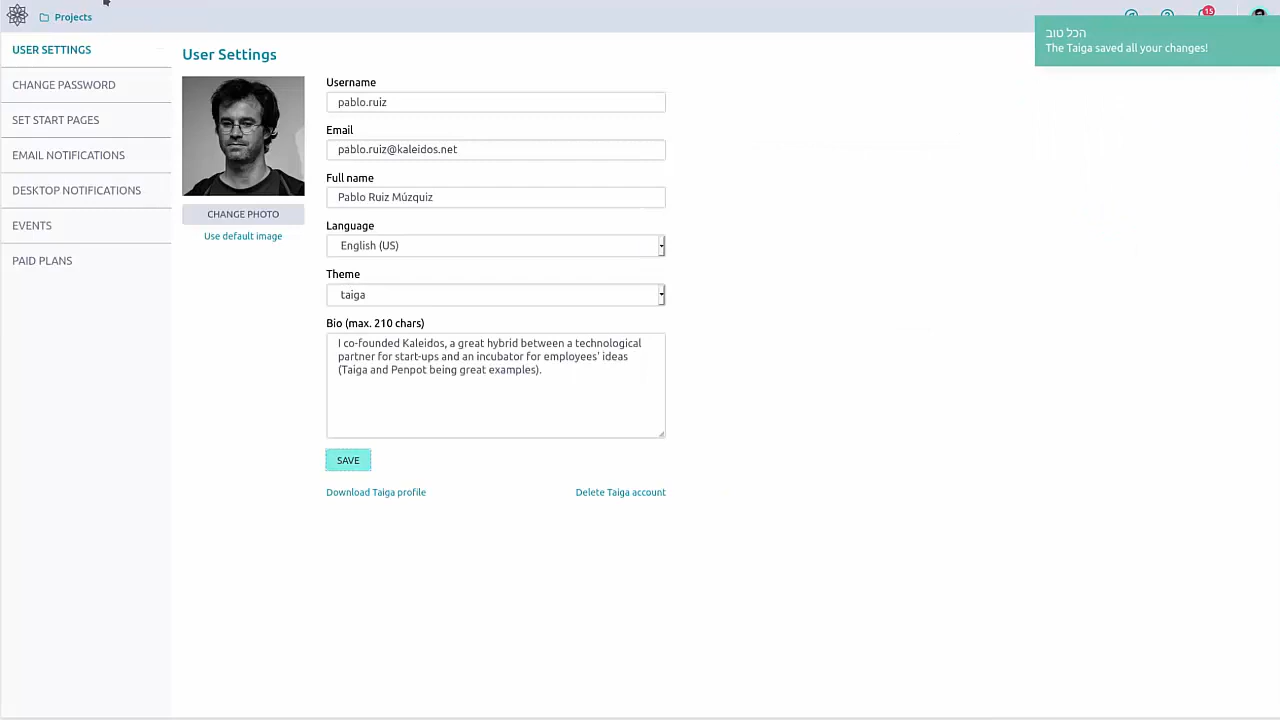 Projects
15
הכל טוב
The Taiga saved all your changes!
USER SETTINGS
CHANGE PASSWORD
SET START PAGES
EMAIL NOTIFICATIONS
DESKTOP NOTIFICATIONS
EVENTS
PAID PLANS
User Settings
CHANGE PHOTO
Use default image
Username
pablo.ruiz
Email
pablo.ruiz@kaleidos.net
Full name
Pablo Ruiz Múzquiz
Language
English (US)
Theme
taiga
Bio (max. 210 chars)
I co-founded Kaleidos, a great hybrid between a technological
partner for start-ups and an incubator for employees' ideas
(Taiga and Penpot being great examples).
SAVE
Download Taiga profile
Delete Taiga account